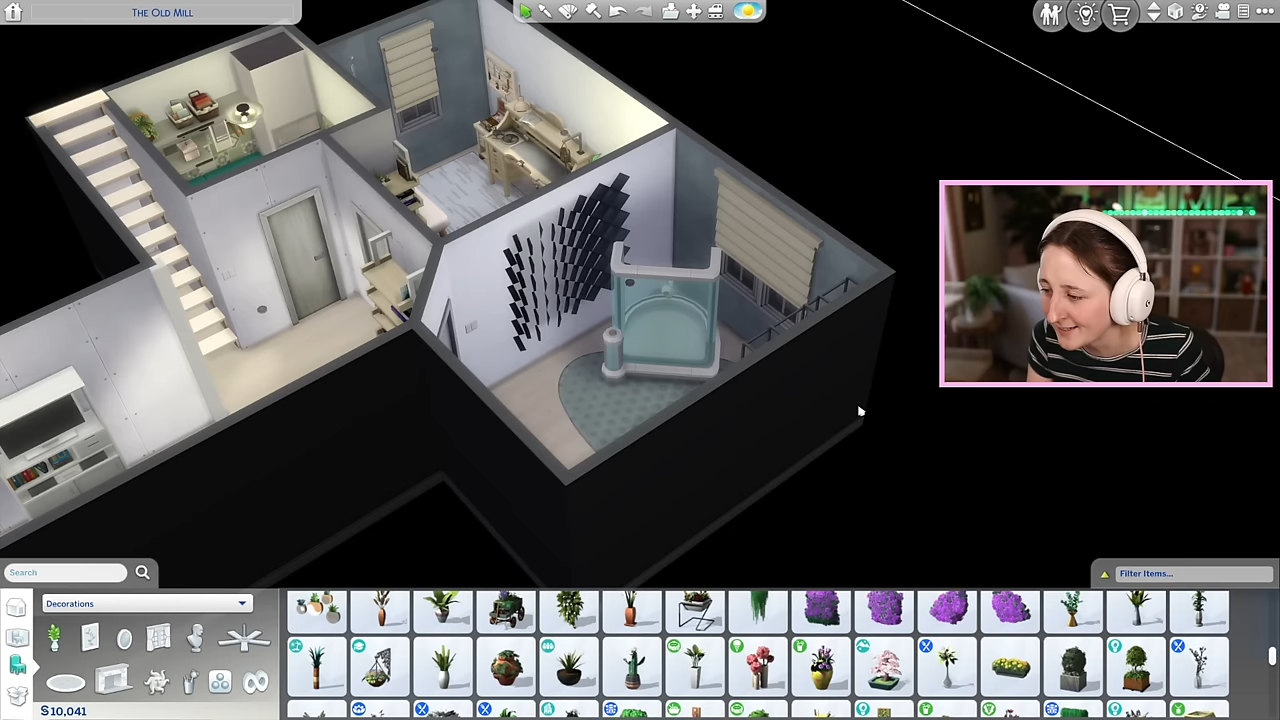 THE OLD MILL
Search
Filter Items...
Decorations
$10,041